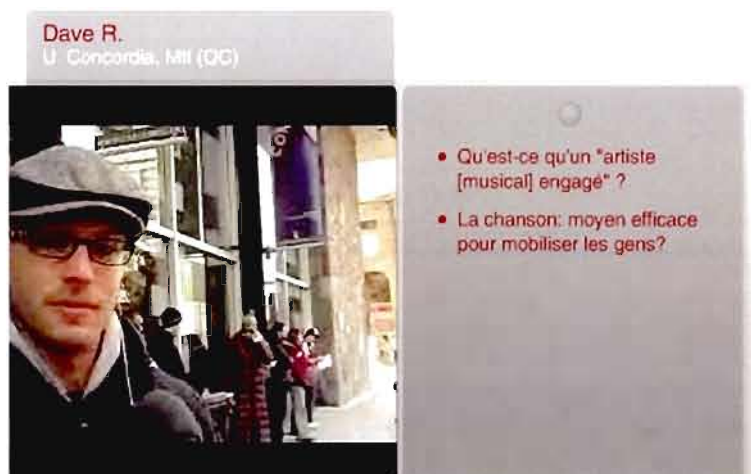 Dave R.
U. Concordia, Mtl (QC)
• Qu'est-ce qu'un "artiste
[musical] engagé" ?
• La chanson: moyen efficace
pour mobiliser les gens?